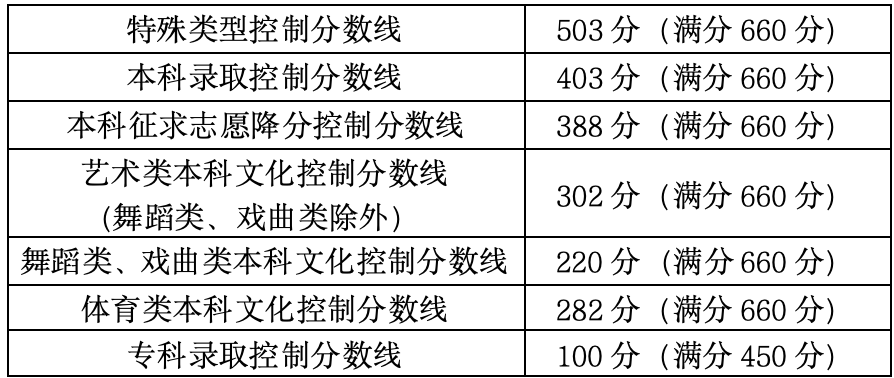 特殊类型控制分数线 503 分（满分 660 分）
本科录取控制分数线 403 分（满分 660 分）
本科征求志愿降分控制分数线 388 分（满分 660 分）
艺术类本科文化控制分数线
（舞蹈类、戏曲类除外） 302 分（满分 660 分）
舞蹈类、戏曲类本科文化控制分数线 220 分（满分 660 分）
体育类本科文化控制分数线 282 分（满分 660 分）
专科录取控制分数线 100 分（满分 450 分）